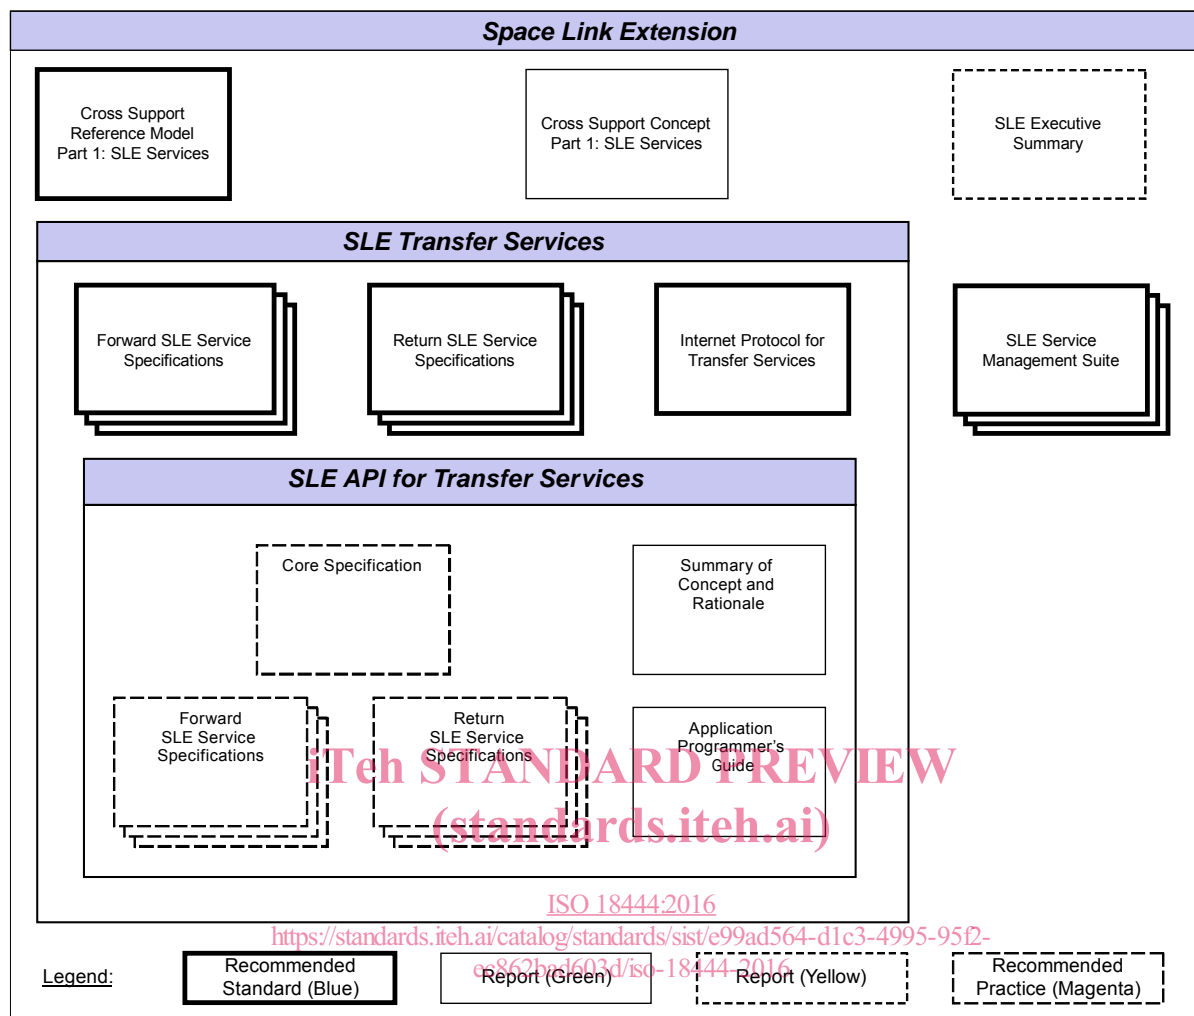 Space Link Extension
Cross Support
Reference Model
Part 1: SLE Services
Cross Support Concept
Part 1: SLE Services
SLE Executive
Summary
SLE Transfer Services
Forward SLE Service
Specifications
Return SLE Service
Specifications
Internet Protocol for
Transfer Services
SLE Service
Management Suite
SLE API for Transfer Services
Core Specification
Summary of
Concept and
Rationale
Forward
SLE Service
Specifications
Return
SLE Service
Specifications
Application
Programmer's
Guide
iTeh STANDARD PREVIEW
(standards.iteh.ai)
ISO 18444:2016
https://standards.iteh.ai/catalog/standards/sist/e99ad564-d1c3-4995-95f2-
ec862bad603d/iso-18444-2016
Legend:
Recommended
Standard (Blue)
Report (Green)
Report (Yellow)
Recommended
Practice (Magenta)